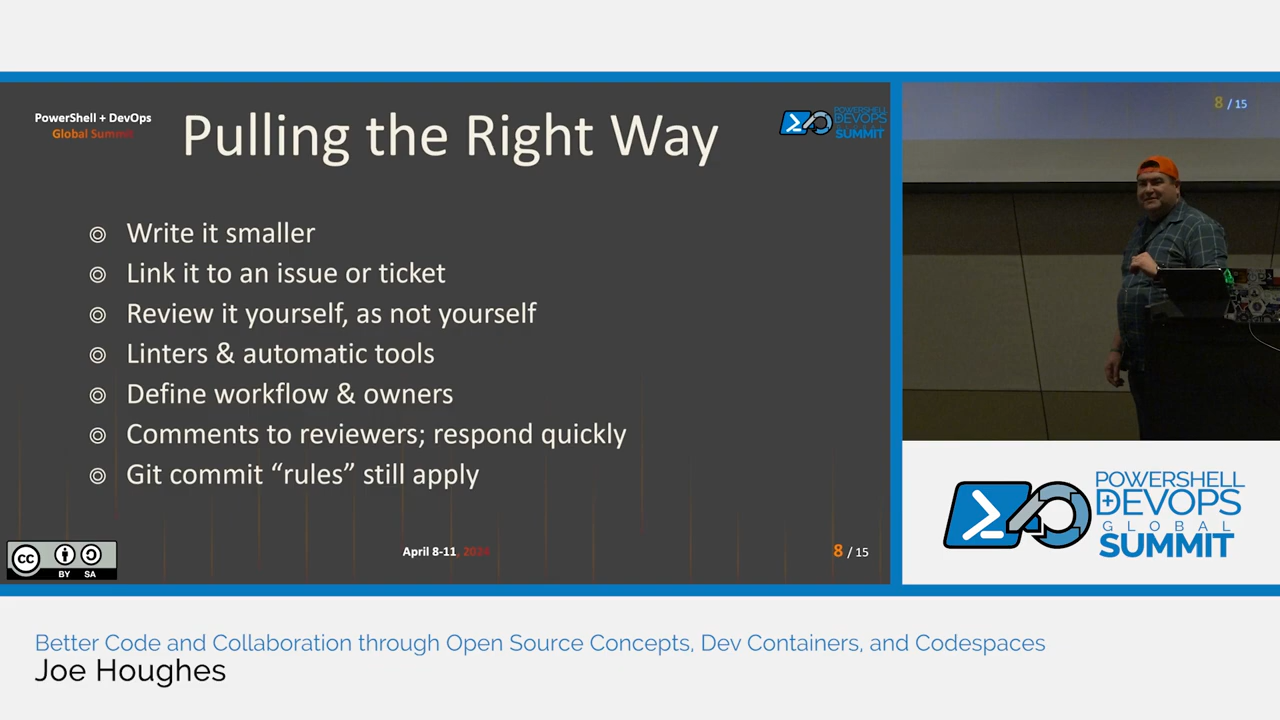 PowerShell + DevOps
Global Summit
Pulling the Right Way
POWERSHELL
DEVOPS
GLOBAL
SUMMIT
Write it smaller
Link it to an issue or ticket
Review it yourself, as not yourself
Linters & automatic tools
Define workflow & owners
Comments to reviewers; respond quickly
Git commit “rules” still apply
CC
BY SA
April 8-11, 2024
8 / 15
8 / 15
POWERSHELL
+DEVOPS
GLOBAL
SUMMIT
Better Code and Collaboration through Open Source Concepts, Dev Containers, and Codespaces
Joe Houghes